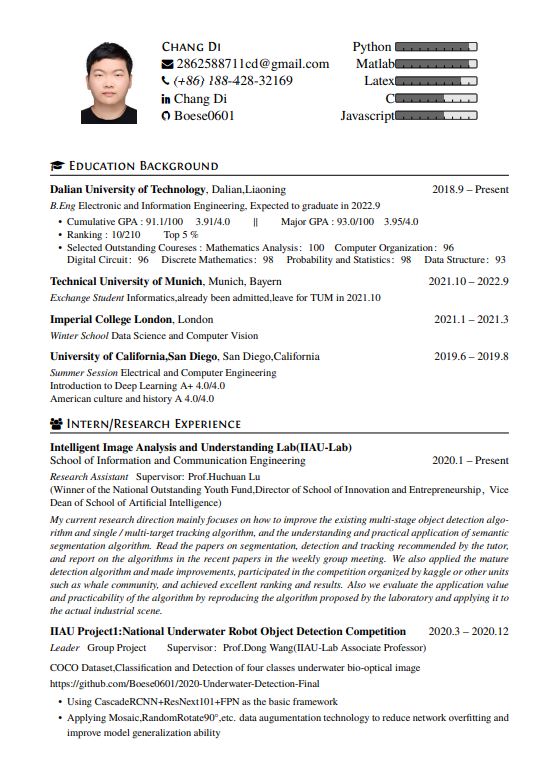 Chang Di
2862588711cd@gmail.com
(+86) 188-428-32169
Chang Di
Boese0601
Python
Matlab
Latex
C
Javascript
Education Background
Dalian University of Technology, Dalian,Liaoning 2018.9 – Present
B.Eng Electronic and Information Engineering, Expected to graduate in 2022.9
• Cumulative GPA : 91.1/100 3.91/4.0 || Major GPA : 93.0/100 3.95/4.0
• Ranking : 10/210 Top 5 %
• Selected Outstanding Coureses : Mathematics Analysis: 100 Computer Organization: 96
Digital Circuit: 96 Discrete Mathematics: 98 Probability and Statistics: 98 Data Structure: 93
Technical University of Munich, Munich, Bayern 2021.10 – 2022.9
Exchange Student Informatics,already been admitted,leave for TUM in 2021.10
Imperial College London, London 2021.1 – 2021.3
Winter School Data Science and Computer Vision
University of California,San Diego, San Diego,California 2019.6 – 2019.8
Summer Session Electrical and Computer Engineering
Introduction to Deep Learning A+ 4.0/4.0
American culture and history A 4.0/4.0
Intern/Research Experience
Intelligent Image Analysis and Understanding Lab(IIAU-Lab)
School of Information and Communication Engineering 2020.1 – Present
Research Assistant Supervisor: Prof.Huchuan Lu
(Winner of the National Outstanding Youth Fund,Director of School of Innovation and Entrepreneurship, Vice
Dean of School of Artificial Intelligence)
My current research direction mainly focuses on how to improve the existing multi-stage object detection algo-
rithm and single / multi-target tracking algorithm, and the understanding and practical application of semantic
segmentation algorithm. Read the papers on segmentation, detection and tracking recommended by the tutor,
and report on the algorithms in the recent papers in the weekly group meeting. We also applied the mature
detection algorithm and made improvements, participated in the competition organized by kaggle or other units
such as whale community, and achieved excellent ranking and results. Also we evaluate the application value
and practicability of the algorithm by reproducing the algorithm proposed by the laboratory and applying it to
the actual industrial scene.
IIAU Project1:National Underwater Robot Object Detection Competition 2020.3 – 2020.12
Leader Group Project Supervisor: Prof.Dong Wang(IIAU-Lab Associate Professor)
COCO Dataset,Classification and Detection of four classes underwater bio-optical image
https://github.com/Boese0601/2020-Underwater-Detection-Final
• Using CascadeRCNN+ResNext101+FPN as the basic framework
• Applying Mosaic,RandomRotate90°,etc. data augumentation technology to reduce network overfitting and
improve model generalization ability